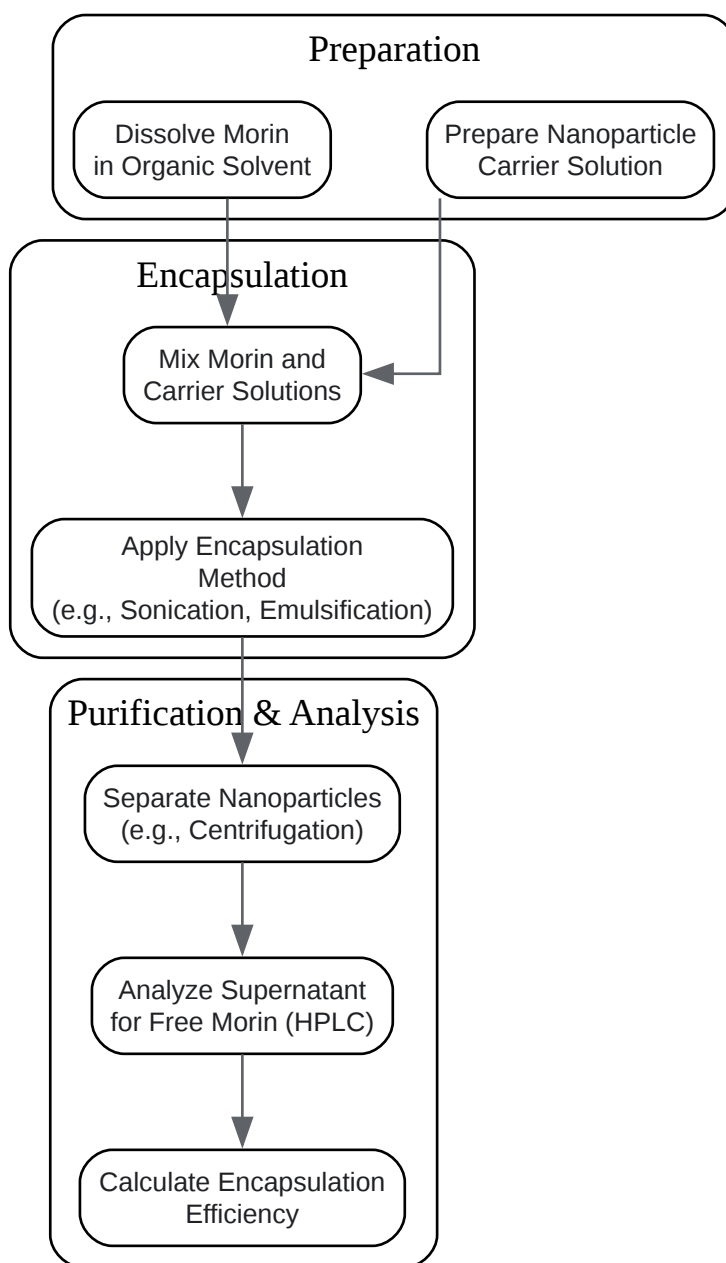 Preparation
Dissolve Morin
in Organic Solvent
Prepare Nanoparticle
Carrier Solution
Encapsulation
Mix Morin and
Carrier Solutions
Apply Encapsulation
Method
(e.g., Sonication, Emulsification)
Purification & Analysis
Separate Nanoparticles
(e.g., Centrifugation)
Analyze Supernatant
for Free Morin (HPLC)
Calculate Encapsulation
Efficiency